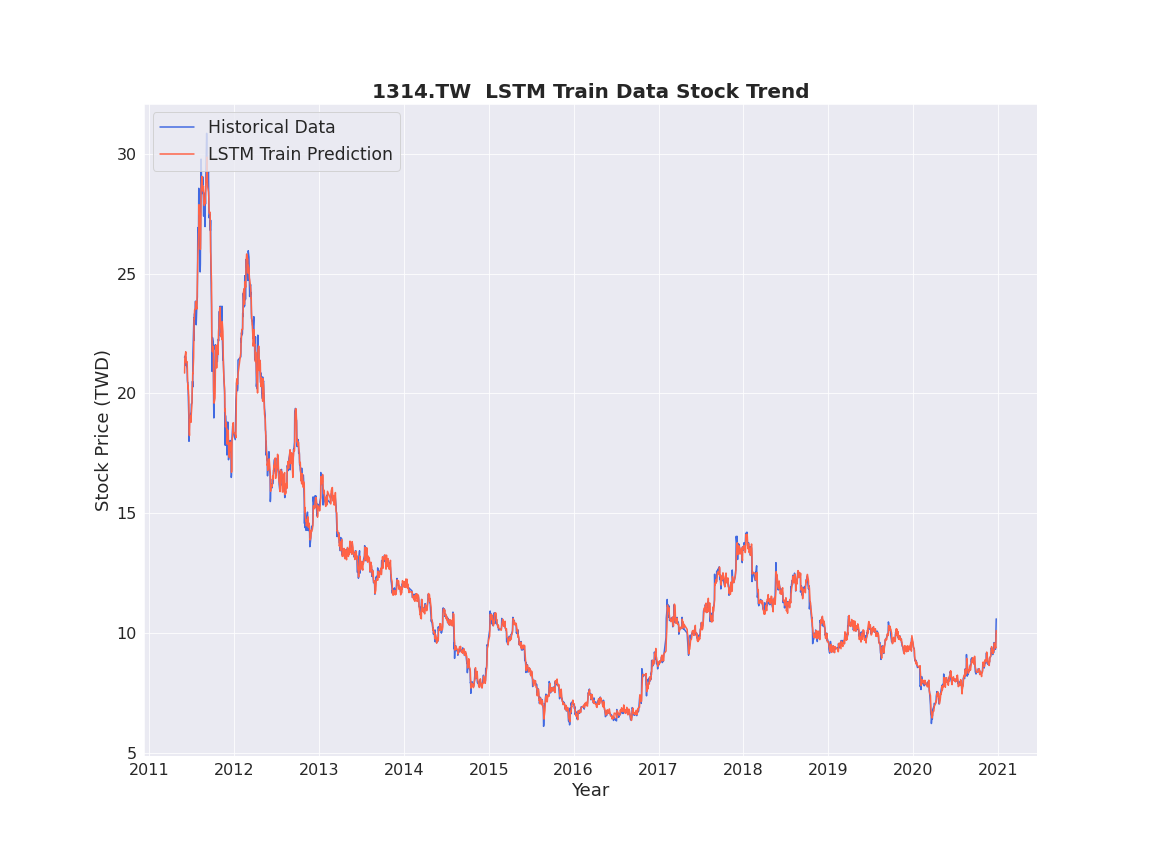 1314.TW  LSTM Train Data Stock Trend
Historical Data
LSTM Train Prediction
Stock Price (TWD)
30
25
20
15
10
5
2011 2012 2013 2014 2015 2016 2017 2018 2019 2020 2021
Year